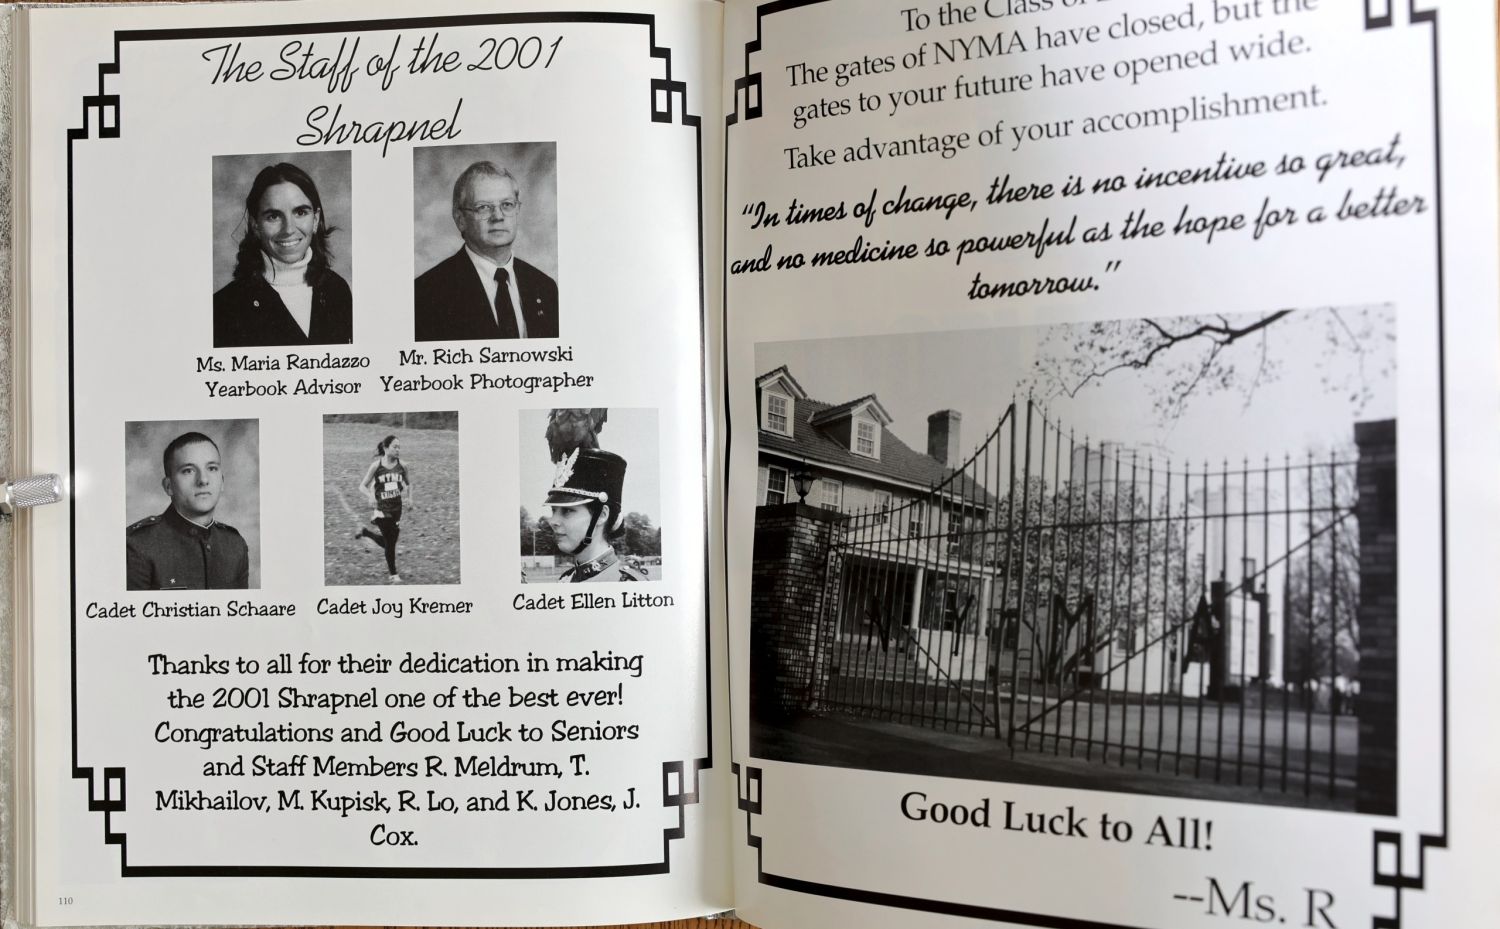 The Staff of the 2001
Shrapnel
Ms. Maria Randazzo
Yearbook Advisor
Mr. Rich Sarnowski
Yearbook Photographer
NYMA
KNIGHTS
Cadet Christian Schaare
Cadet Joy Kremer
Cadet Ellen Litton
Thanks to all for their dedication in making
the 2001 Shrapnel one of the best ever!
Congratulations and Good Luck to Seniors
and Staff Members R. Meldrum, T.
Mikhailov, M. Kupisk, R. Lo, and K. Jones, J.
Cox.
110
To the Class of
The gates of NYMA have closed, but the
gates to your future have opened wide.
Take advantage of your accomplishment.
“In times of change, there is no incentive so great,
and no medicine so powerful as the hope for a better
tomorrow.”
NYMA
Good Luck to All!
--Ms. R